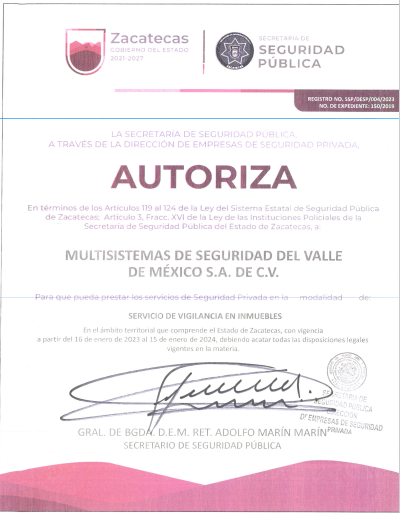 Zacatecas
GOBIERNO DEL ESTADO
2021-2027
SECRETARÍA DE
SEGURIDAD
PÚBLICA
REGISTRO NO. SSP/DESP/004/2023
NO. DE EXPEDIENTE: 150/2019
LA SECRETARÍA DE SEGURIDAD PÚBLICA,
A TRAVÉS DE LA DIRECCIÓN DE EMPRESAS DE SEGURIDAD PRIVADA,
AUTORIZA
En términos de los Artículos 119 al 124 de la Ley del Sistema Estatal de Seguridad Pública
de Zacatecas; Artículo 3, Fracc. XVI de la Ley de las Instituciones Policiales de la
Secretaría de Seguridad Pública del Estado de Zacatecas, a:
MULTISISTEMAS DE SEGURIDAD DEL VALLE
DE MÉXICO S.A. DE C.V.
Para que pueda prestar los servicios de Seguridad Privada en la modalidad de:
SERVICIO DE VIGILANCIA EN INMUEBLES
En el ámbito territorial que comprende el Estado de Zacatecas, con vigencia
a partir del 16 de enero de 2023 al 15 de enero de 2024, debiendo acatar todas las disposiciones legales
vigentes en la materia.
SECRETARÍA DE
SEGURIDAD PÚBLICA
DIRECCIÓN
DE EMPRESAS DE SEGURIDAD
PRIVADA
GRAL. DE BGDA. D.E.M. RET. ADOLFO MARÍN MARÍN
SECRETARIO DE SEGURIDAD PÚBLICA